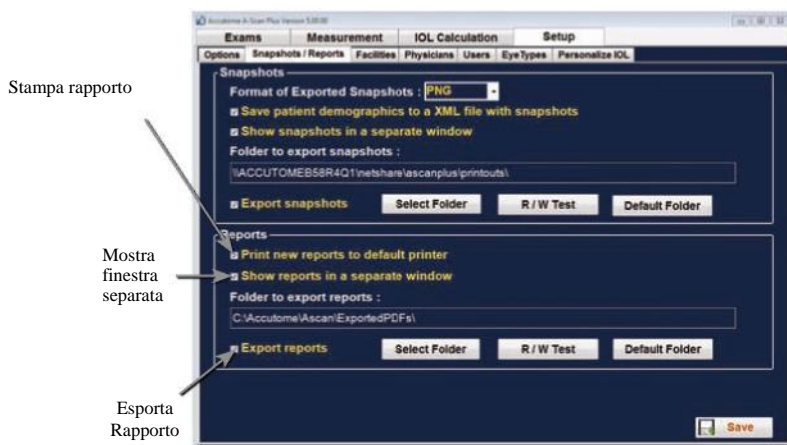 Accutome A-Scan Plus Version 5.00.00
Exams Measurement IOL Calculation Setup
Options Snapshots / Reports Facilities Physicians Users Eye Types Personalize IOL
Snapshots
Stampa rapporto
Format of Exported Snapshots : PNG
Save patient demographics to a XML file with snapshots
Show snapshots in a separate window
Folder to export snapshots :
\\ACCUTOMEB58R4Q1\netshare\ascanplus\printouts\
Export snapshots Select Folder R / W Test Default Folder
Reports
Print new reports to default printer
Mostra
finestra
separata
Show reports in a separate window
Folder to export reports :
C:\Accutome\Ascan\ExportedPDFs\
Export reports Select Folder R / W Test Default Folder
Esporta
Rapporto
Save